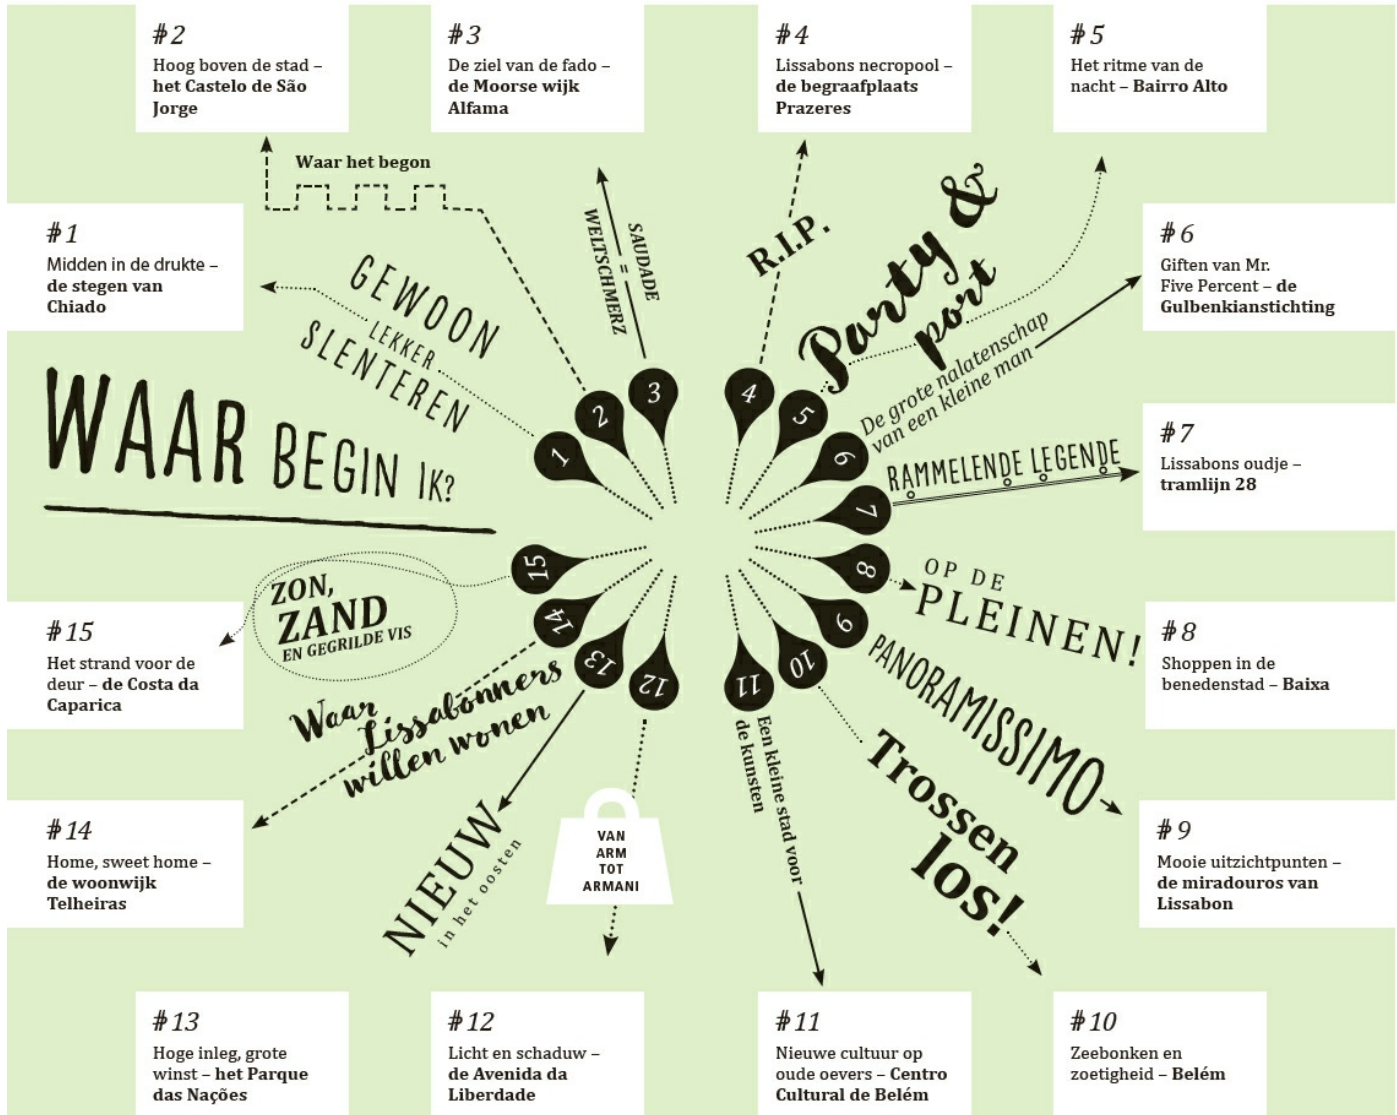 #2
Hoog boven de stad –
het Castelo de São
Jorge
#3
De ziel van de fado –
de Moorse wijk
Alfama
#4
Lissabons necropool –
de begraafplaats
Prazeres
#5
Het ritme van de
nacht – Bairro Alto
#1
Midden in de drukte –
de stegen van
Chiado
#6
Giften van Mr.
Five Percent – de
Gulbenkianstichting
Waar het begon
GEWOON
LEKKER
SLENTEREN
SAUDADE
=
WELTSCHMERZ
R.I.P.
Party &
port
De grote nalatenschap
van een kleine man
WAAR BEGIN IK?
RAMMELENDE LEGENDE
#7
Lissabons oudje –
tramlijn 28
1
2
3
4
5
6
7
8
9
10
11
12
13
14
15
OP DE
PLEINEN!
#8
Shoppen in de
benedenstad – Baixa
ZON,
ZAND
EN GEGRILDE VIS
#15
Het strand voor de
deur – de Costa da
Caparica
Waar
Lissabonners
willen wonen
PANORAMISSIMO
#14
Home, sweet home –
de woonwijk
Telheiras
NIEUW
in het oosten
VAN
ARM
TOT
ARMANI
Een kleine stad voor
de kunsten
Trossen
los!
#9
Mooie uitzichtpunten –
de miradouros van
Lissabon
#13
Hoge inleg, grote
winst – het Parque
das Nações
#12
Licht en schaduw –
de Avenida da
Liberdade
#11
Nieuwe cultuur op
oude oevers – Centro
Cultural de Belém
#10
Zeebonken en
zoetigheid – Belém